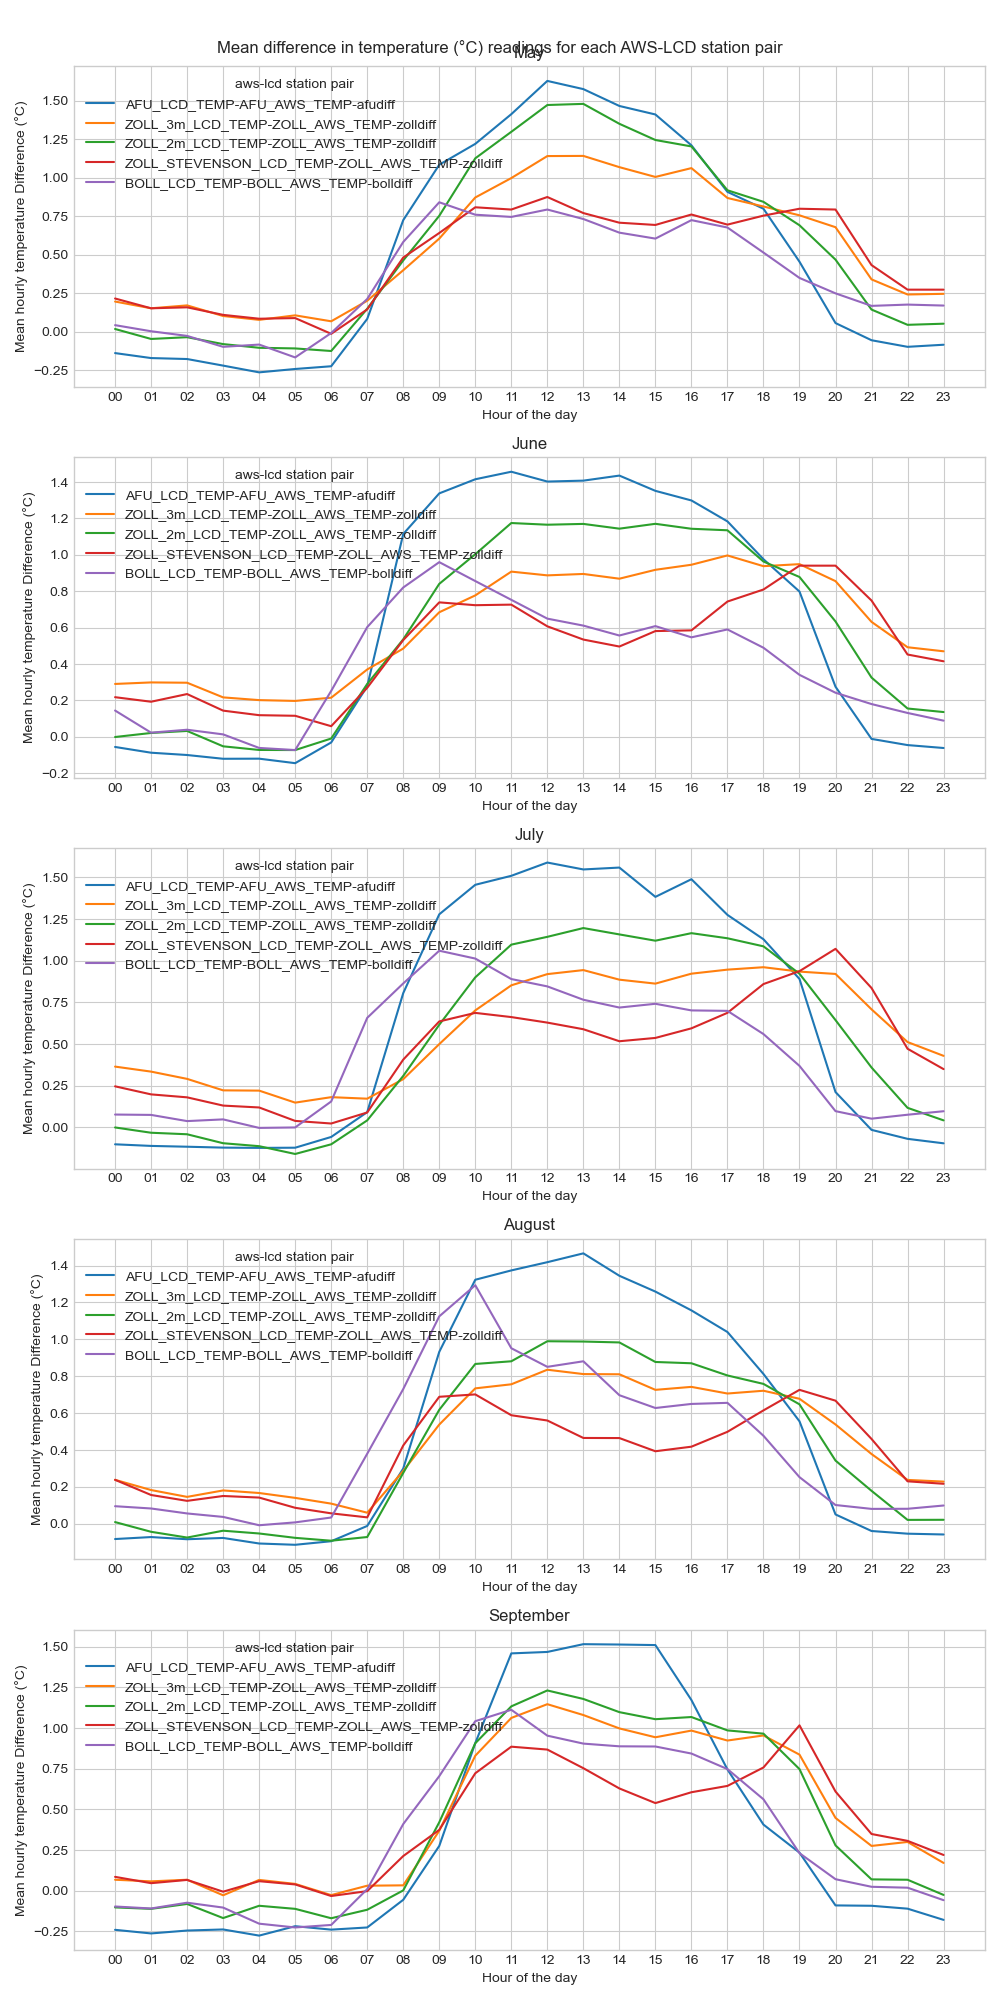 Mean difference in temperature (°C) readings for each AWS-LCD station pair
May
aws-lcd station pair
AFU_LCD_TEMP-AFU_AWS_TEMP-afudiff
ZOLL_3m_LCD_TEMP-ZOLL_AWS_TEMP-zolldiff
ZOLL_2m_LCD_TEMP-ZOLL_AWS_TEMP-zolldiff
ZOLL_STEVENSON_LCD_TEMP-ZOLL_AWS_TEMP-zolldiff
BOLL_LCD_TEMP-BOLL_AWS_TEMP-bolldiff
Mean hourly temperature Difference (°C)
1.50
1.25
1.00
0.75
0.50
0.25
0.00
−0.25
00 01 02 03 04 05 06 07 08 09 10 11 12 13 14 15 16 17 18 19 20 21 22 23
Hour of the day
June
aws-lcd station pair
AFU_LCD_TEMP-AFU_AWS_TEMP-afudiff
ZOLL_3m_LCD_TEMP-ZOLL_AWS_TEMP-zolldiff
ZOLL_2m_LCD_TEMP-ZOLL_AWS_TEMP-zolldiff
ZOLL_STEVENSON_LCD_TEMP-ZOLL_AWS_TEMP-zolldiff
BOLL_LCD_TEMP-BOLL_AWS_TEMP-bolldiff
Mean hourly temperature Difference (°C)
1.4
1.2
1.0
0.8
0.6
0.4
0.2
0.0
−0.2
00 01 02 03 04 05 06 07 08 09 10 11 12 13 14 15 16 17 18 19 20 21 22 23
Hour of the day
July
aws-lcd station pair
AFU_LCD_TEMP-AFU_AWS_TEMP-afudiff
ZOLL_3m_LCD_TEMP-ZOLL_AWS_TEMP-zolldiff
ZOLL_2m_LCD_TEMP-ZOLL_AWS_TEMP-zolldiff
ZOLL_STEVENSON_LCD_TEMP-ZOLL_AWS_TEMP-zolldiff
BOLL_LCD_TEMP-BOLL_AWS_TEMP-bolldiff
Mean hourly temperature Difference (°C)
1.50
1.25
1.00
0.75
0.50
0.25
0.00
00 01 02 03 04 05 06 07 08 09 10 11 12 13 14 15 16 17 18 19 20 21 22 23
Hour of the day
August
aws-lcd station pair
AFU_LCD_TEMP-AFU_AWS_TEMP-afudiff
ZOLL_3m_LCD_TEMP-ZOLL_AWS_TEMP-zolldiff
ZOLL_2m_LCD_TEMP-ZOLL_AWS_TEMP-zolldiff
ZOLL_STEVENSON_LCD_TEMP-ZOLL_AWS_TEMP-zolldiff
BOLL_LCD_TEMP-BOLL_AWS_TEMP-bolldiff
Mean hourly temperature Difference (°C)
1.4
1.2
1.0
0.8
0.6
0.4
0.2
0.0
00 01 02 03 04 05 06 07 08 09 10 11 12 13 14 15 16 17 18 19 20 21 22 23
Hour of the day
September
aws-lcd station pair
AFU_LCD_TEMP-AFU_AWS_TEMP-afudiff
ZOLL_3m_LCD_TEMP-ZOLL_AWS_TEMP-zolldiff
ZOLL_2m_LCD_TEMP-ZOLL_AWS_TEMP-zolldiff
ZOLL_STEVENSON_LCD_TEMP-ZOLL_AWS_TEMP-zolldiff
BOLL_LCD_TEMP-BOLL_AWS_TEMP-bolldiff
Mean hourly temperature Difference (°C)
1.50
1.25
1.00
0.75
0.50
0.25
0.00
−0.25
00 01 02 03 04 05 06 07 08 09 10 11 12 13 14 15 16 17 18 19 20 21 22 23
Hour of the day